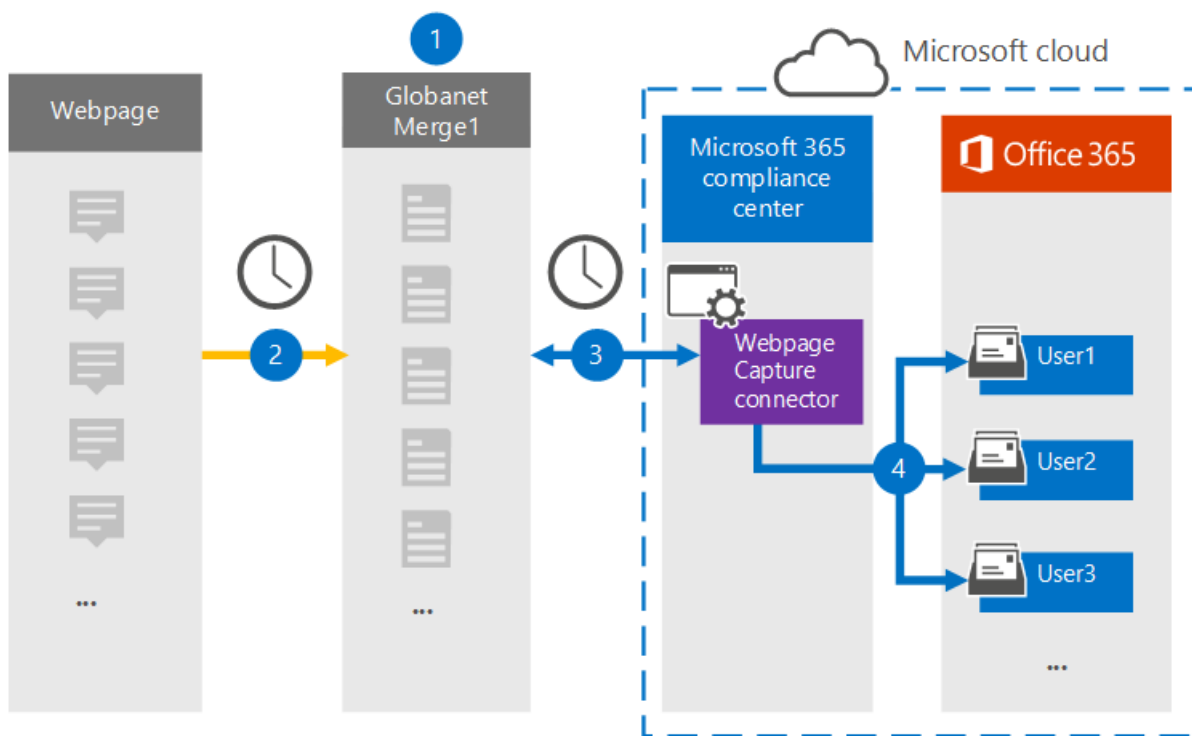 1
Microsoft cloud
Webpage
Globanet
Merge1
Microsoft 365
compliance
center
Office 365
2
3
Webpage
Capture
connector
4
User1
User2
User3
...
...
...